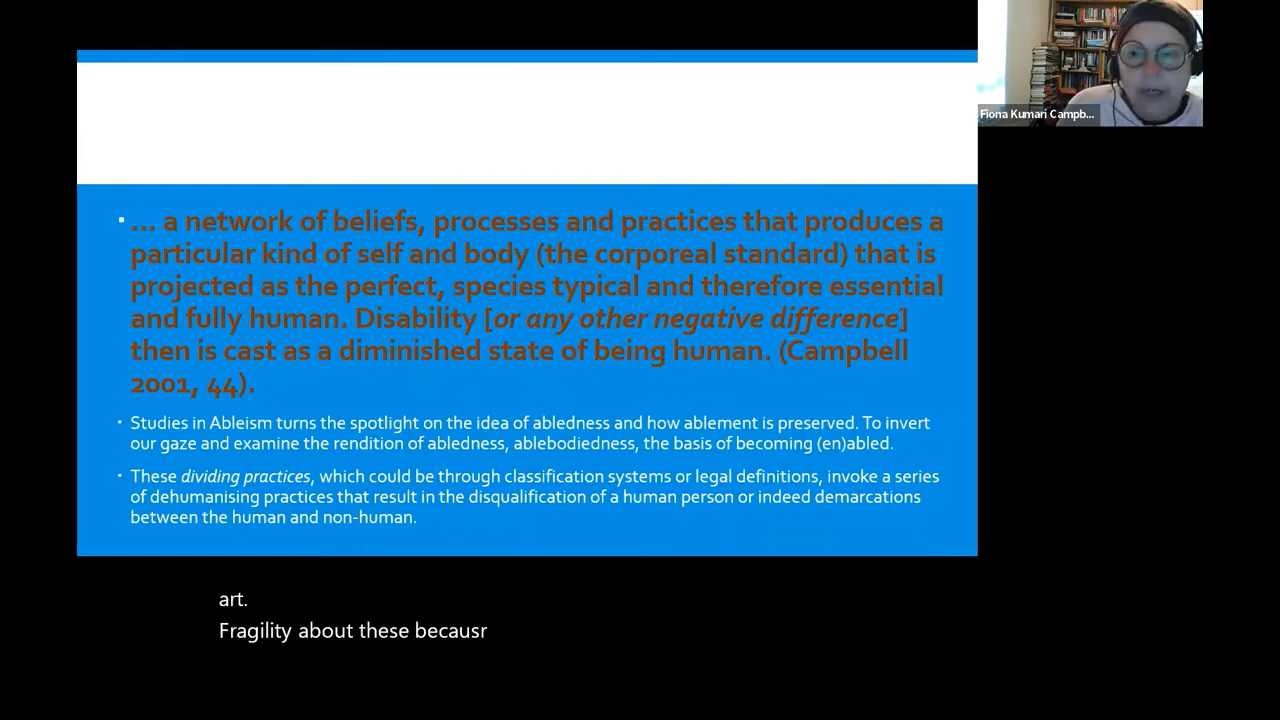 Fiona Kumari Campb...
▪ ... a network of beliefs, processes and practices that produces a
particular kind of self and body (the corporeal standard) that is
projected as the perfect, species typical and therefore essential
and fully human. Disability [or any other negative difference]
then is cast as a diminished state of being human. (Campbell
2001, 44).
▪ Studies in Ableism turns the spotlight on the idea of abledness and how ablement is preserved. To invert
our gaze and examine the rendition of abledness, ablebodiedness, the basis of becoming (en)abled.
▪ These dividing practices, which could be through classification systems or legal definitions, invoke a series
of dehumanising practices that result in the disqualification of a human person or indeed demarcations
between the human and non-human.
art.
Fragility about these becausr